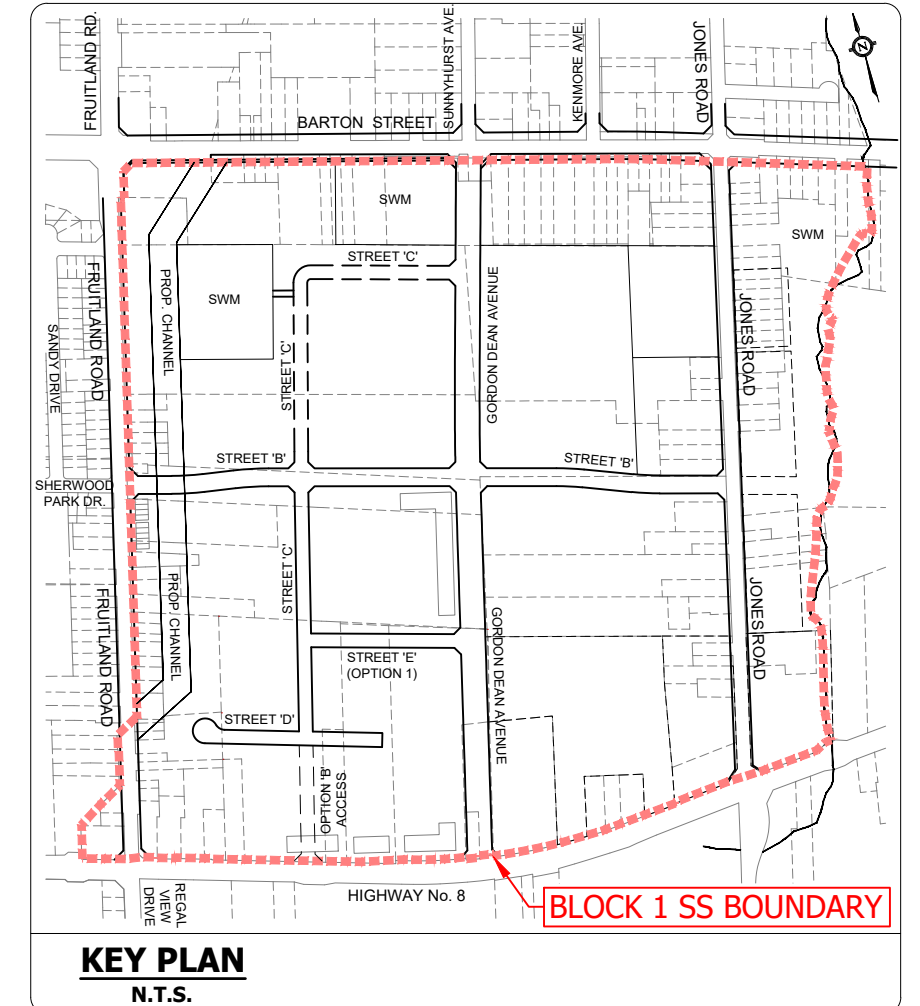 FRUITLAND RD.
SUNNYHURST AVE.
KENMORE AVE.
JONES ROAD
Z
BARTON STREET
SWM
SWM
STREET 'C'
FRUITLAND ROAD
PROP. CHANNEL
SWM
GORDON DEAN AVENUE
JONES ROAD
SANDY DRIVE
STREET 'C'
STREET 'B'
STREET 'B'
SHERWOOD
PARK DR.
STREET 'C'
PROP. CHANNEL
FRUITLAND ROAD
GORDON DEAN AVENUE
JONES ROAD
STREET 'E'
(OPTION 1)
STREET 'D'
OPTION 'B'
ACCESS
REGAL
VIEW
DRIVE
HIGHWAY No. 8
BLOCK 1 SS BOUNDARY
KEY PLAN
N.T.S.